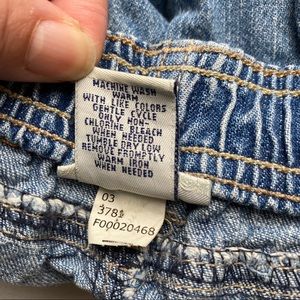 MACHINE WASH
WARM
WITH LIKE COLORS
GENTLE CYCLE
ONLY NON-
CHLORINE BLEACH
WHEN NEEDED
TUMBLE DRY LOW
REMOVE PROMPTLY
WARM IRON
WHEN NEEDED
03
3781
F00020468